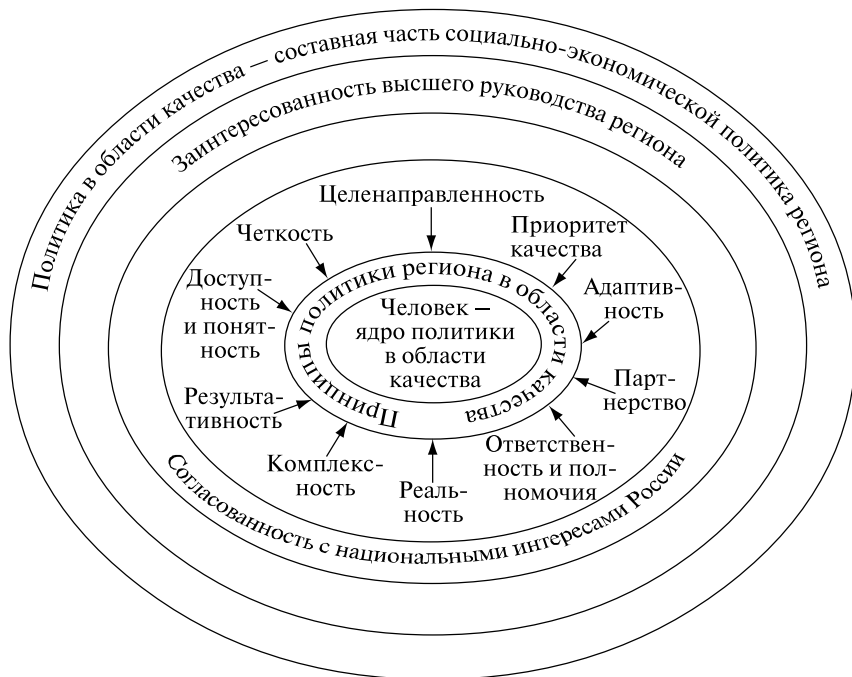 Политика в области качества — составная часть социально-экономической политика региона
Заинтересованность высшего руководства региона
Целенаправленность
Четкость
Приоритет
качества
Доступ-
ность
и понят-
ность
Адаптив-
ность
Принципы политики региона в области качества
Человек —
ядро политики
в области
качества
Результа-
тивность
Парт-
нерство
Комплекс-
ность
Реаль-
ность
Ответствен-
ность и пол-
номочия
Согласованность с национальными интересами России